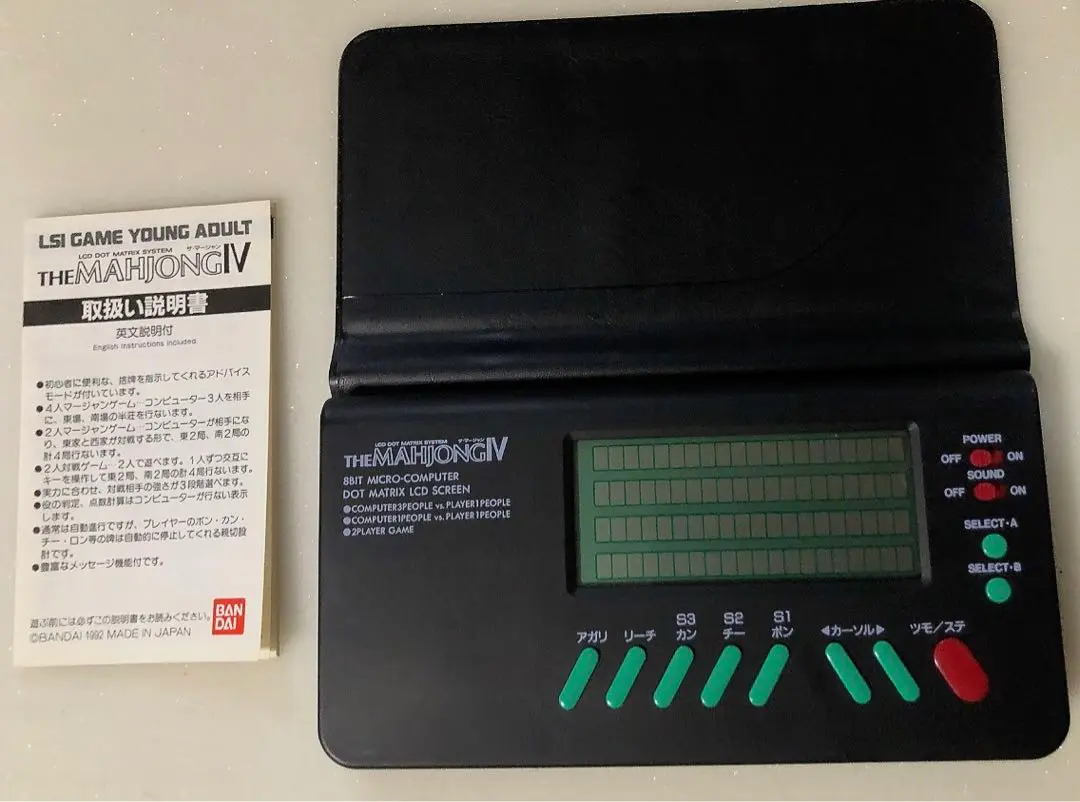 LSI GAME YOUNG ADULT
LCD DOT MATRIX SYSTEM ザ・マージャン
THE MAHJONG IV
取扱い説明書
英文説明付
English instructions included.
●初心者に便利な、捨牌を指示してくれるアドバイス
モードが付いています。
●4人マージャンゲーム…コンピューター3人を相手
に、東場、南場の半荘を行ないます。
●2人マージャンゲーム…コンピューターが相手にな
り、東家と西家が対戦する形で、東2局、南2局の
計4局行ないます。
●2人対戦ゲーム…2人で遊べます。1人ずつ交互に
キーを操作して東2局、南2局の計4局行ないます。
●実力に合わせ、対戦相手の強さが3段階選べます。
●役の判定、点数計算はコンピューターが行ない表示
します。
●通常は自動進行ですが、プレイヤーのポン・カン・
チー・ロン等の牌は自動的に停止してくれる親切設
計です。
●豊富なメッセージ機能付です。
遊ぶ前には必ずこの説明書をお読みください。
©BANDAI 1992 MADE IN JAPAN
BAN
DAI
LCD DOT MATRIX SYSTEM ザ・マージャン
THE MAHJONG IV
8BIT MICRO-COMPUTER
DOT MATRIX LCD SCREEN
●COMPUTER3PEOPLE vs. PLAYER1PEOPLE
●COMPUTER1PEOPLE vs. PLAYER1PEOPLE
●2PLAYER GAME
POWER
OFF ON
SOUND
OFF ON
SELECT・A
SELECT・B
S3 S2 S1
アガリ リーチ カン チー ポン ◀カーソル▶ ツモ/ステ